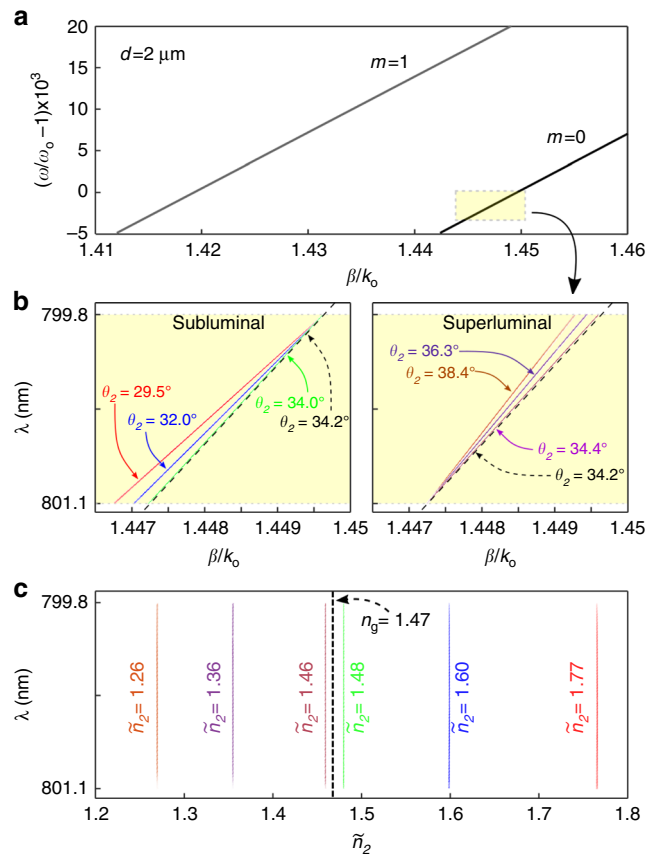 a
d=2 μm
m=1
m=0
(ω/ωₒ−1)x10³
20
15
10
5
0
−5
1.41
1.42
1.43
1.44
1.45
1.46
β/kₒ
b
Subluminal
Superluminal
799.8
λ (nm)
801.1
θ₂ = 29.5°
θ₂ = 32.0°
θ₂ = 34.0°
θ₂ = 34.2°
θ₂ = 36.3°
θ₂ = 38.4°
θ₂ = 34.4°
θ₂ = 34.2°
1.447
1.448
1.449
1.45
1.447
1.448
1.449
1.45
β/kₒ
β/kₒ
c
799.8
λ (nm)
801.1
n_g= 1.47
ñ₂= 1.26
ñ₂= 1.36
ñ₂= 1.46
ñ₂= 1.48
ñ₂= 1.60
ñ₂= 1.77
1.2
1.3
1.4
1.5
1.6
1.7
1.8
ñ₂